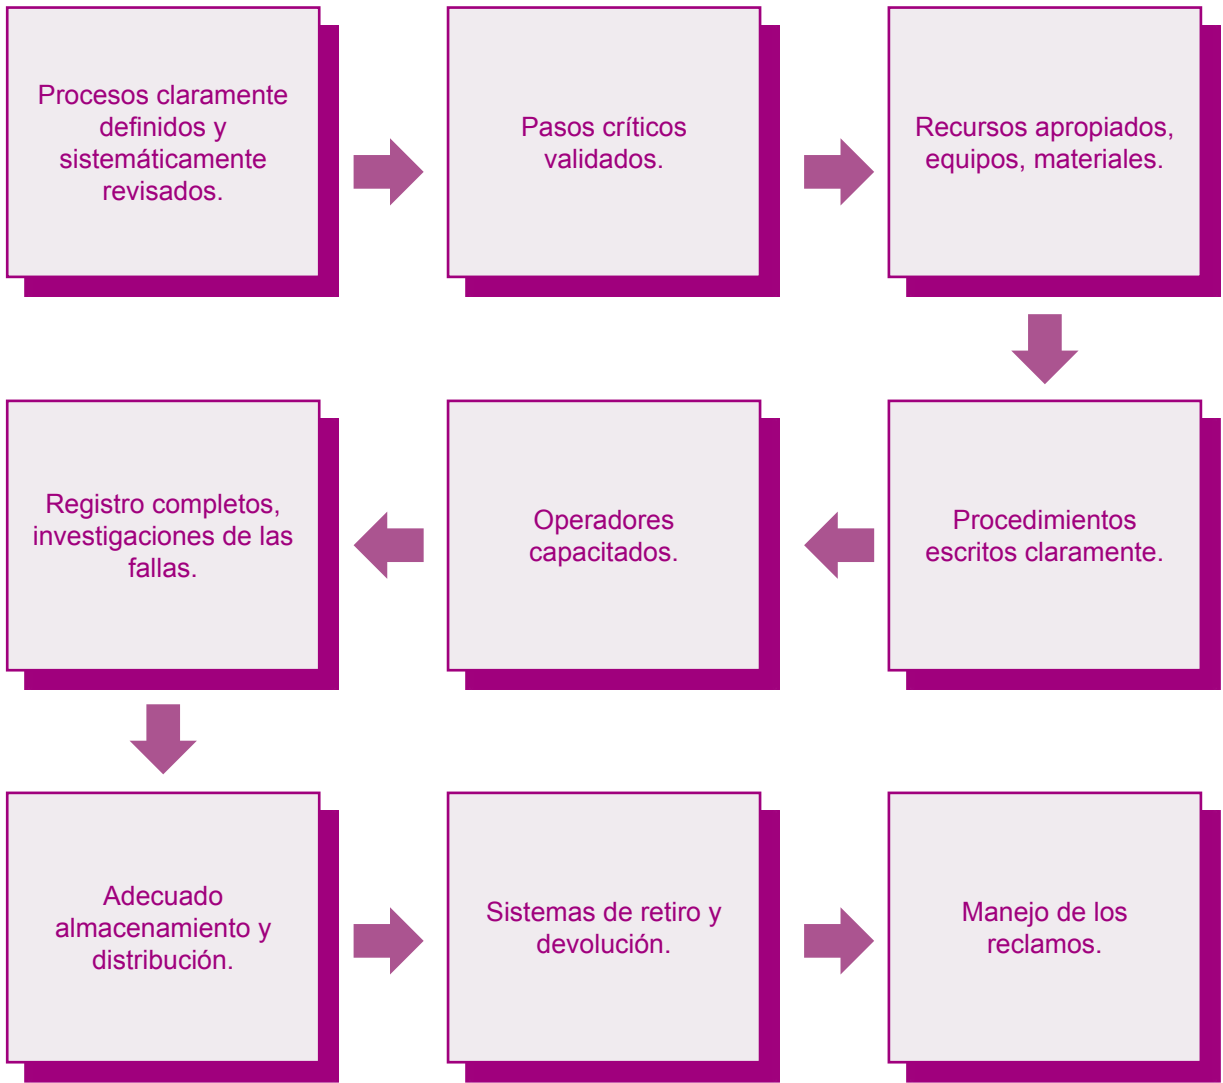 Procesos claramente
definidos y
sistemáticamente
revisados.
Pasos críticos
validados.
Recursos apropiados,
equipos, materiales.
Procedimientos
escritos claramente.
Operadores
capacitados.
Registro completos,
investigaciones de las
fallas.
Adecuado
almacenamiento y
distribución.
Sistemas de retiro y
devolución.
Manejo de los
reclamos.